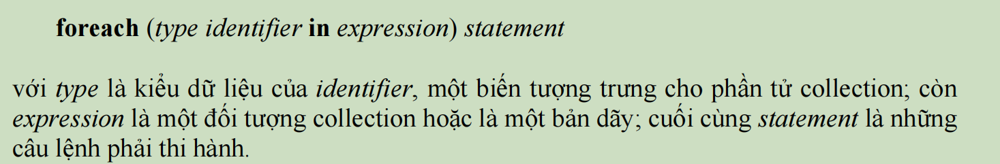 foreach (type identifier in expression) statement
với type là kiểu dữ liệu của identifier, một biến tượng trưng cho phần tử collection; còn
expression là một đối tượng collection hoặc là một bản dãy; cuối cùng statement là những
câu lệnh phải thi hành.